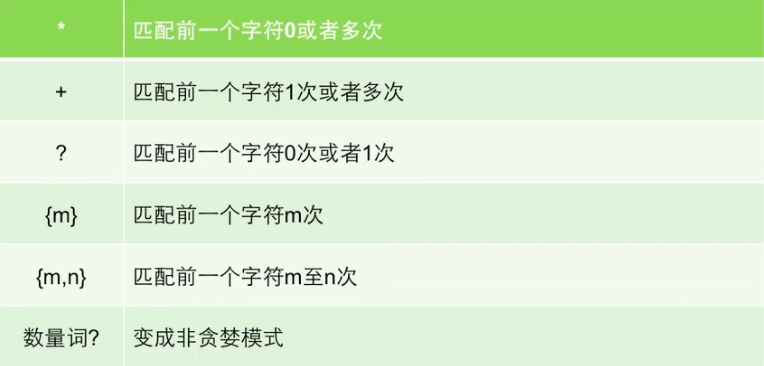 * 匹配前一个字符0或者多次
+ 匹配前一个字符1次或者多次
? 匹配前一个字符0次或者1次
{m} 匹配前一个字符m次
{m,n} 匹配前一个字符m至n次
数量词? 变成非贪婪模式